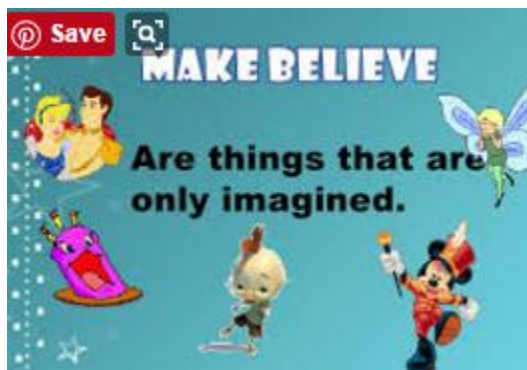 Save
MAKE BELIEVE
Are things that are
only imagined.